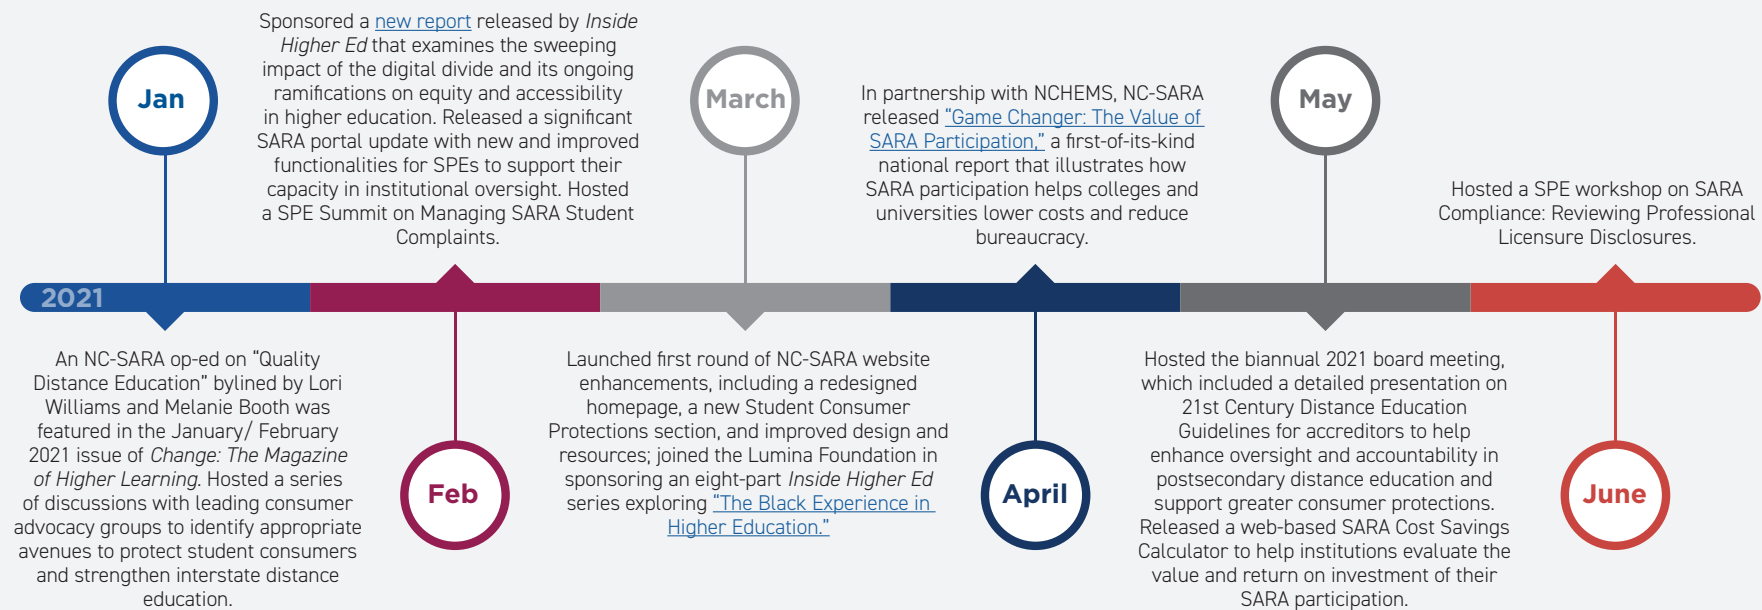 Jan
Sponsored a new report released by Inside
Higher Ed that examines the sweeping
impact of the digital divide and its ongoing
ramifications on equity and accessibility
in higher education. Released a significant
SARA portal update with new and improved
functionalities for SPEs to support their
capacity in institutional oversight. Hosted
a SPE Summit on Managing SARA Student
Complaints.
March
In partnership with NCHEMS, NC-SARA
released “Game Changer: The Value of
SARA Participation,” a first-of-its-kind
national report that illustrates how
SARA participation helps colleges and
universities lower costs and reduce
bureaucracy.
May
Hosted a SPE workshop on SARA
Compliance: Reviewing Professional
Licensure Disclosures.
2021
An NC-SARA op-ed on “Quality
Distance Education” bylined by Lori
Williams and Melanie Booth was
featured in the January/ February
2021 issue of Change: The Magazine
of Higher Learning. Hosted a series
of discussions with leading consumer
advocacy groups to identify appropriate
avenues to protect student consumers
and strengthen interstate distance
education.
Feb
Launched first round of NC-SARA website
enhancements, including a redesigned
homepage, a new Student Consumer
Protections section, and improved design and
resources; joined the Lumina Foundation in
sponsoring an eight-part Inside Higher Ed
series exploring “The Black Experience in
Higher Education.”
April
Hosted the biannual 2021 board meeting,
which included a detailed presentation on
21st Century Distance Education
Guidelines for accreditors to help
enhance oversight and accountability in
postsecondary distance education and
support greater consumer protections.
Released a web-based SARA Cost Savings
Calculator to help institutions evaluate the
value and return on investment of their
SARA participation.
June